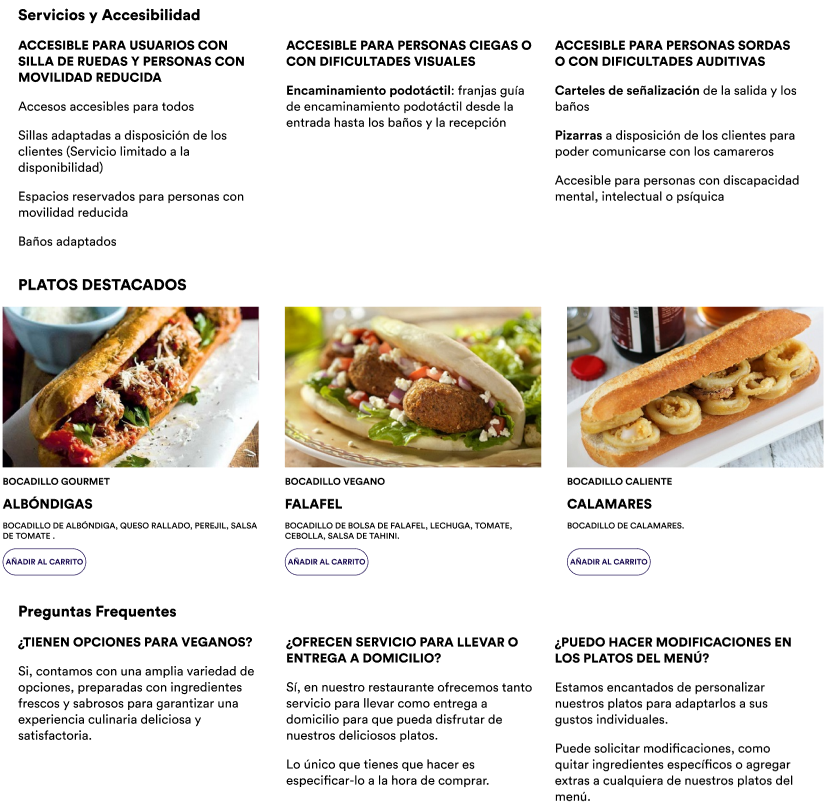 Servicios y Accesibilidad
ACCESIBLE PARA USUARIOS CON
SILLA DE RUEDAS Y PERSONAS CON
MOVILIDAD REDUCIDA
Accesos accesibles para todos
Sillas adaptadas a disposición de los
clientes (Servicio limitado a la
disponibilidad)
Espacios reservados para personas con
movilidad reducida
Baños adaptados
ACCESIBLE PARA PERSONAS CIEGAS O
CON DIFICULTADES VISUALES
Encaminamiento podotáctil: franjas guía
de encaminamiento podotáctil desde la
entrada hasta los baños y la recepción
ACCESIBLE PARA PERSONAS SORDAS
O CON DIFICULTADES AUDITIVAS
Carteles de señalización de la salida y los
baños
Pizarras a disposición de los clientes para
poder comunicarse con los camareros
Accesible para personas con discapacidad
mental, intelectual o psíquica
PLATOS DESTACADOS
BOCADILLO GOURMET
ALBÓNDIGAS
BOCADILLO DE ALBÓNDIGA, QUESO RALLADO, PEREJIL, SALSA
DE TOMATE .
AÑADIR AL CARRITO
BOCADILLO VEGANO
FALAFEL
BOCADILLO DE BOLSA DE FALAFEL, LECHUGA, TOMATE,
CEBOLLA, SALSA DE TAHINI.
AÑADIR AL CARRITO
BOCADILLO CALIENTE
CALAMARES
BOCADILLO DE CALAMARES.
AÑADIR AL CARRITO
Preguntas Frequentes
¿TIENEN OPCIONES PARA VEGANOS?
Si, contamos con una amplia variedad de
opciones, preparadas con ingredientes
frescos y sabrosos para garantizar una
experiencia culinaria deliciosa y
satisfactoria.
¿OFRECEN SERVICIO PARA LLEVAR O
ENTREGA A DOMICILIO?
Sí, en nuestro restaurante ofrecemos tanto
servicio para llevar como entrega a
domicilio para que pueda disfrutar de
nuestros deliciosos platos.
Lo único que tienes que hacer es
especificar-lo a la hora de comprar.
¿PUEDO HACER MODIFICACIONES EN
LOS PLATOS DEL MENÚ?
Estamos encantados de personalizar
nuestros platos para adaptarlos a sus
gustos individuales.
Puede solicitar modificaciones, como
quitar ingredientes específicos o agregar
extras a cualquiera de nuestros platos del
menú.